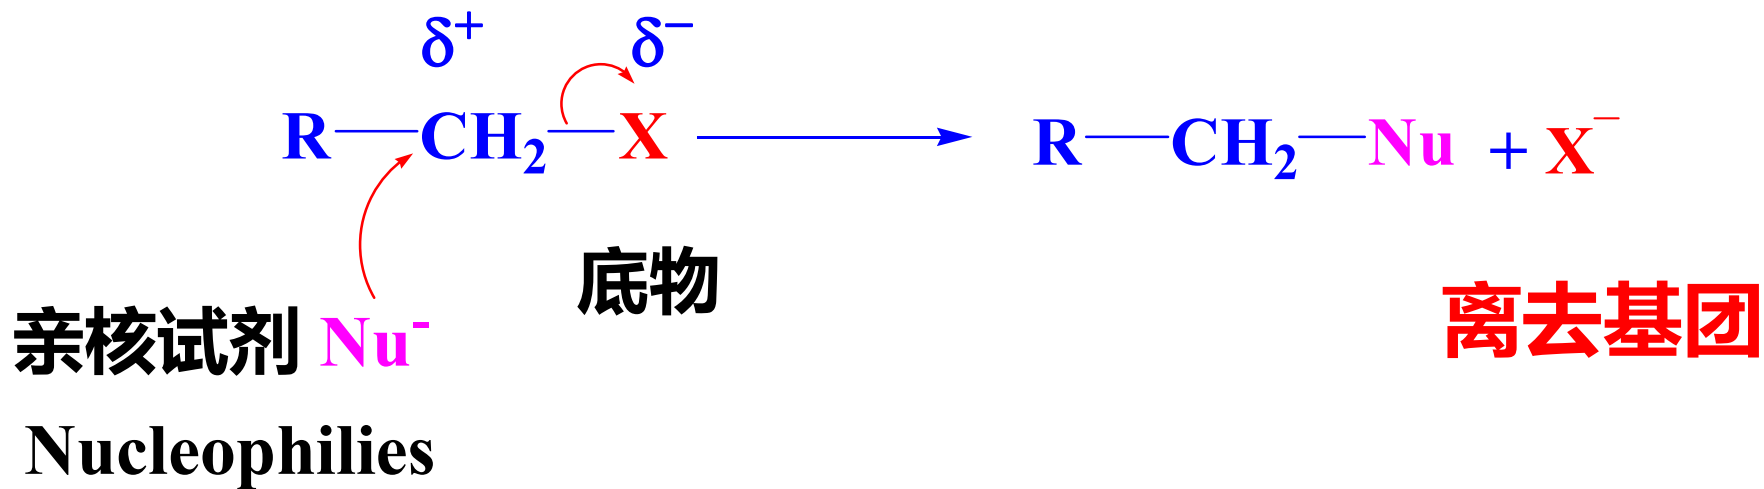 δ⁺ δ⁻
R—CH₂—X → R—CH₂—Nu + X⁻
底物
离去基团
亲核试剂 Nu⁻
Nucleophilies